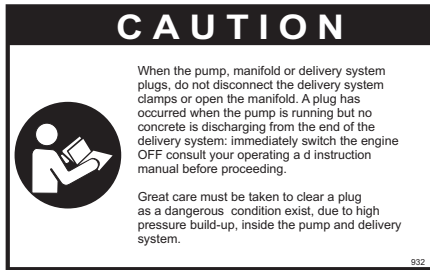 CAUTION
When the pump, manifold or delivery system
plugs, do not disconnect the delivery system
clamps or open the manifold. A plug has
occurred when the pump is running but no
concrete is discharging from the end of the
delivery system: immediately switch the engine
OFF consult your operating a d instruction
manual before proceeding.
Great care must be taken to clear a plug
as a dangerous condition exist, due to high
pressure build-up, inside the pump and delivery
system.
932